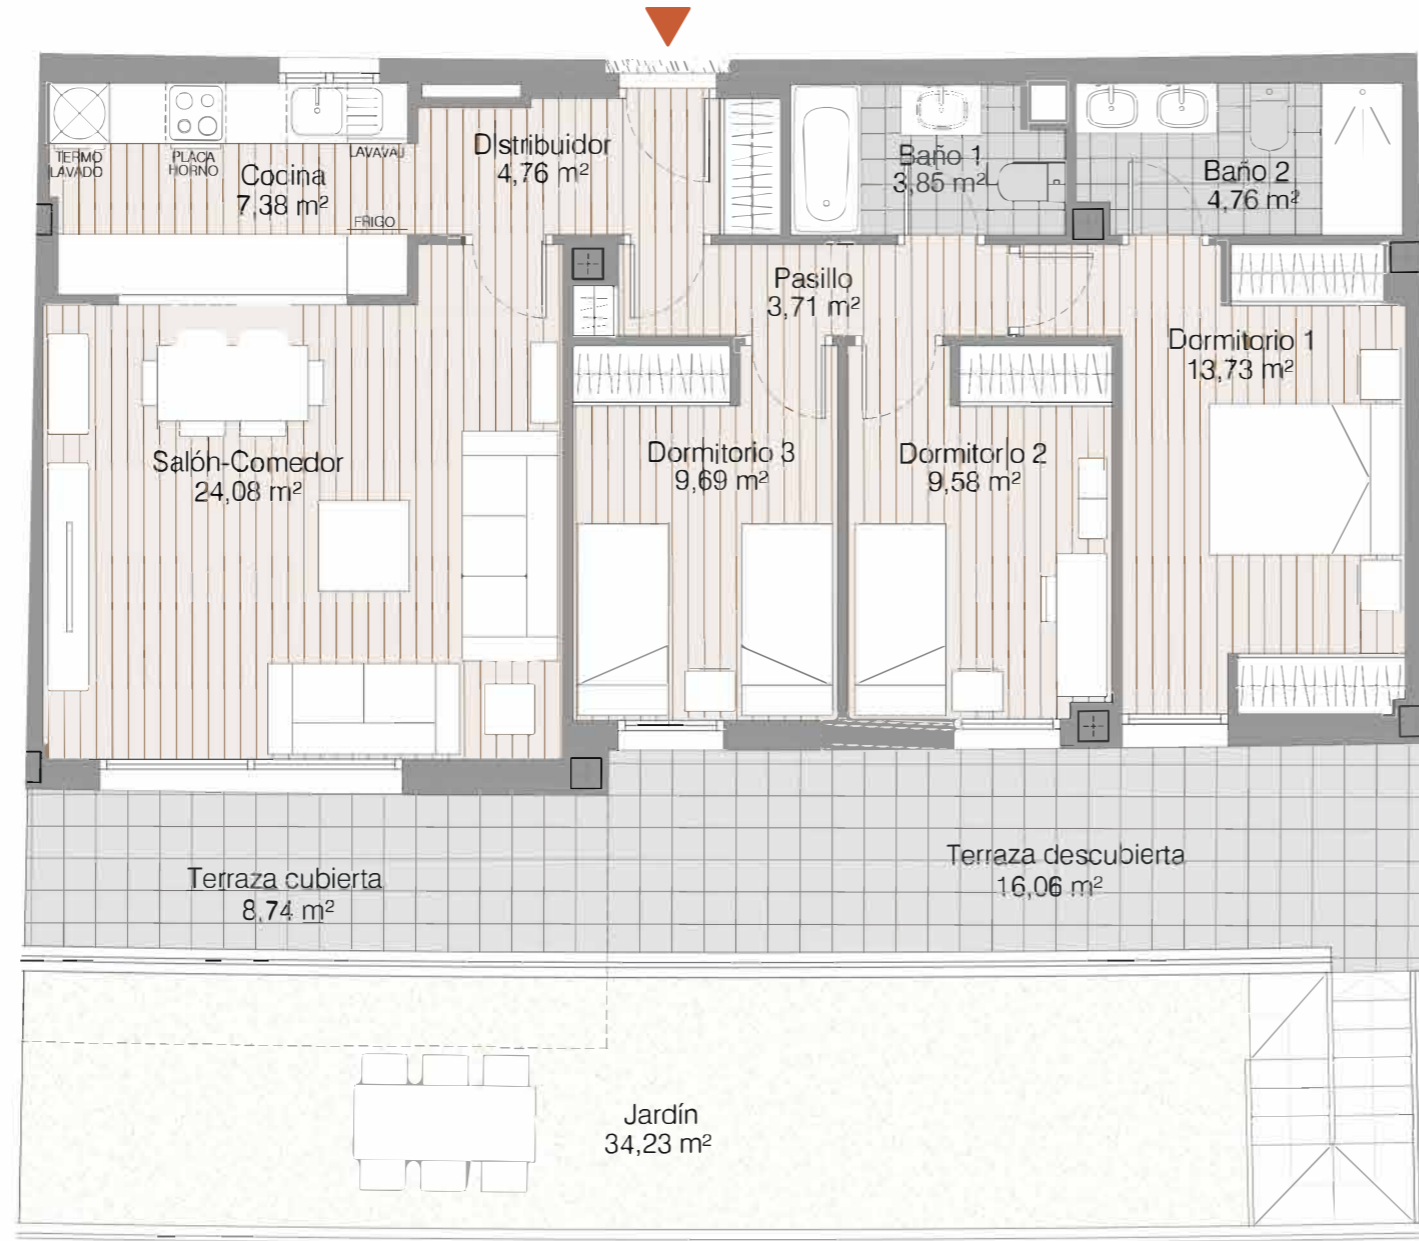 Distribuidor
4,76 m²
Baño 1
3,85 m²
Baño 2
4,76 m²
TERMO
LAVADO
PLACA
HORNO
LAVAVAJ
Cocina
7,38 m²
FRIGO
Pasillo
3,71 m²
Dormitorio 1
13,73 m²
Salón-Comedor
24,08 m²
Dormitorio 3
9,69 m²
Dormitorio 2
9,58 m²
Terraza cubierta
8,74 m²
Terraza descubierta
16,06 m²
Jardín
34,23 m²